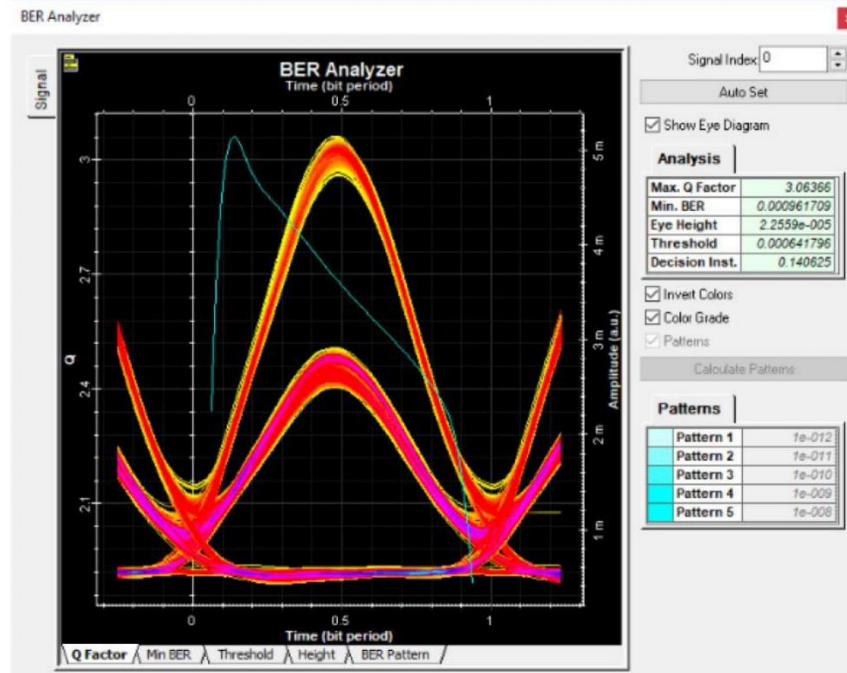 BER Analyzer
Signal
BER Analyzer
Time (bit period)
0 0.5 1
Q
3
2.7
2.4
2.1
5 m
4 m
3 m
2 m
1 m
Amplitude (a.u.)
0 0.5 1
Time (bit period)
Q Factor Min BER Threshold Height BER Pattern
Signal Index: 0
Auto Set
Show Eye Diagram
Analysis
Max. Q Factor 3.06366
Min. BER 0.000961709
Eye Height 2.2559e-005
Threshold 0.000641796
Decision Inst. 0.140625
Invert Colors
Color Grade
Patterns
Calculate Patterns
Patterns
Pattern 1 1e-012
Pattern 2 1e-011
Pattern 3 1e-010
Pattern 4 1e-009
Pattern 5 1e-008